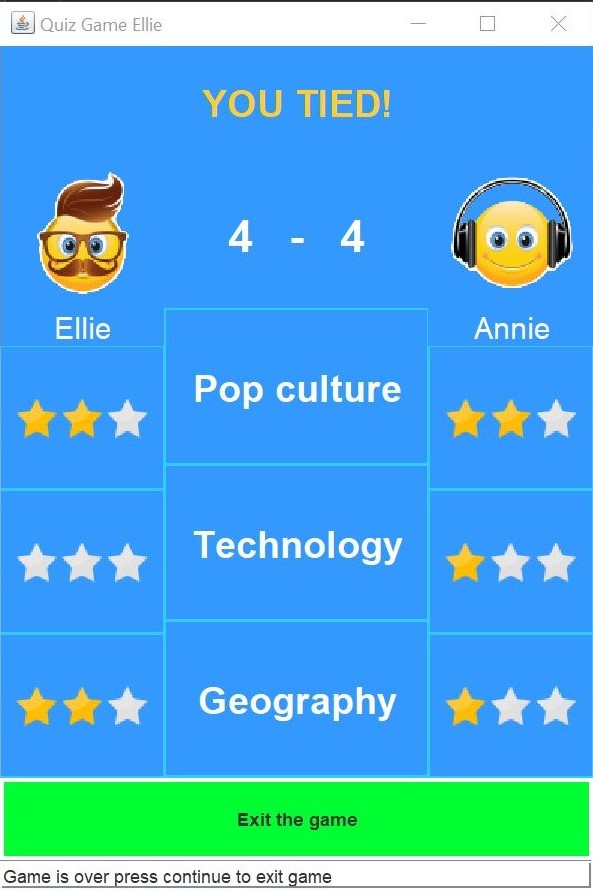 Quiz Game Ellie
YOU TIED!
4 - 4
Ellie
Annie
Pop culture
Technology
Geography
Exit the game
Game is over press continue to exit game